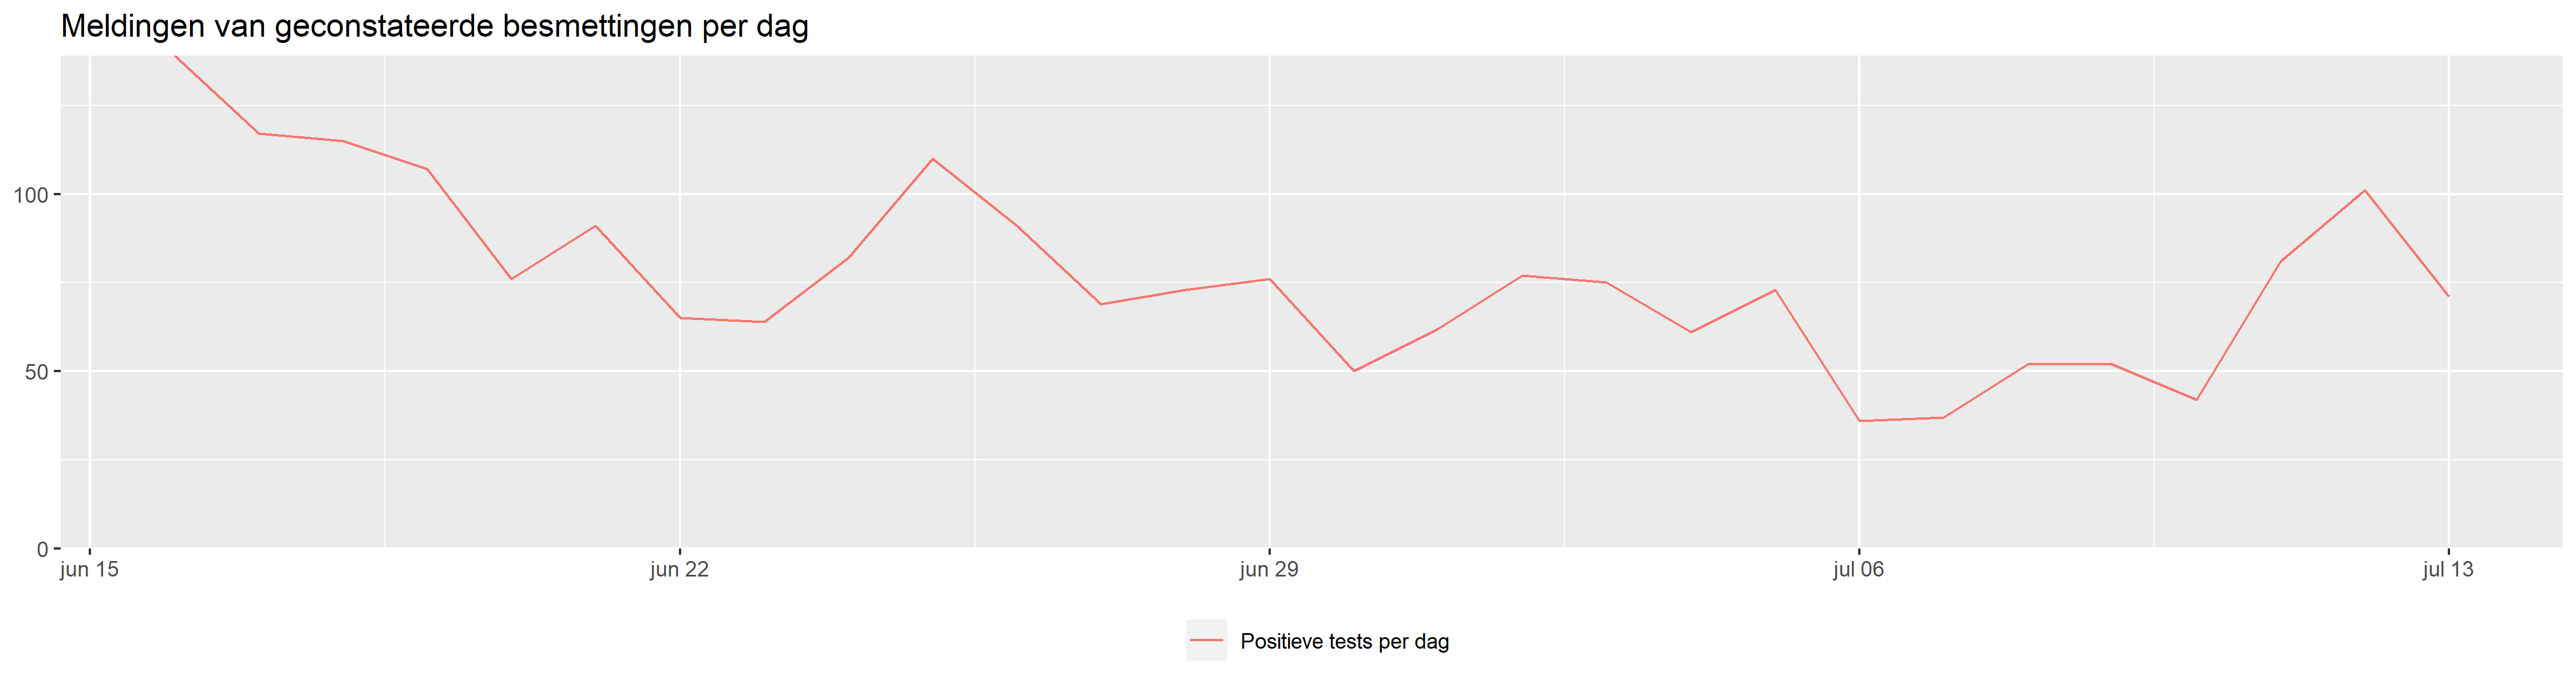 Meldingen van geconstateerde besmettingen per dag
100
50
0
jun 15 jun 22 jun 29 jul 06 jul 13
Positieve tests per dag